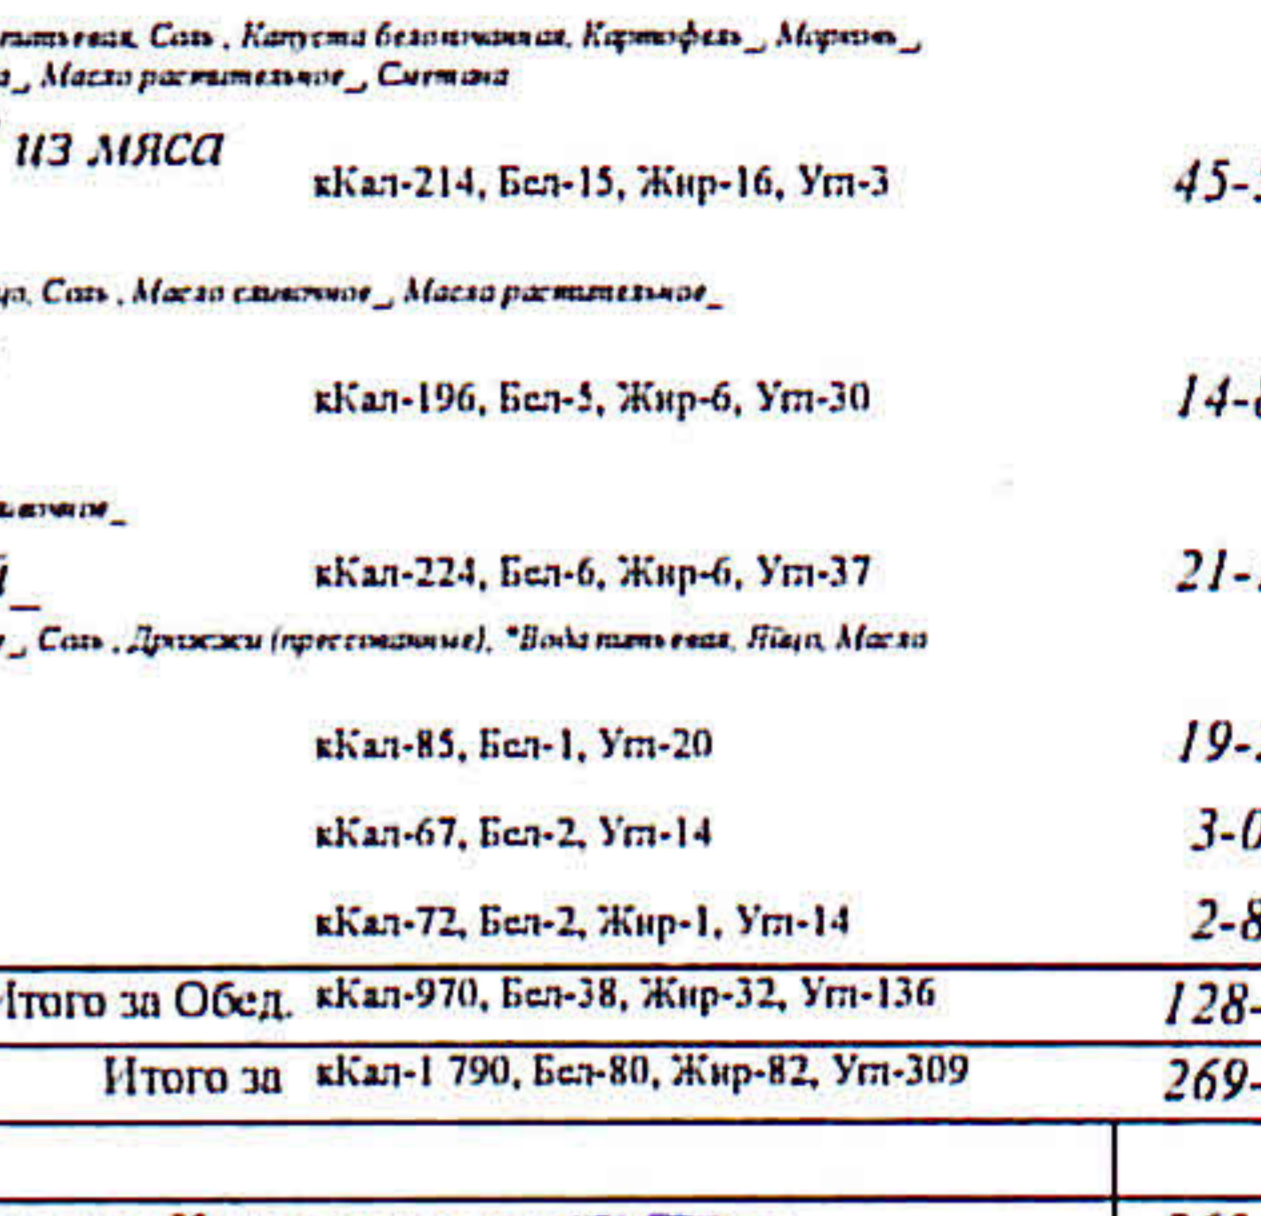 питьевая, Соль , Капуста белокочанная, Картофель_, Морковь_,
_, Масло растительное_, Сметана
из мяса
кКал-214, Бел-15, Жир-16, Угл-3
45-
Соль , Масло сливочное_, Масло растительное_
кКал-196, Бел-5, Жир-6, Угл-30
14-
кКал-224, Бел-6, Жир-6, Угл-37
21-
_, Соль , Дрожжи (прессованные), *Вода питьевая, Яйцо, Масло
кКал-85, Бел-1, Угл-20
19-
кКал-67, Бел-2, Угл-14
3-0
кКал-72, Бел-2, Жир-1, Угл-14
2-8
Итого за Обед. кКал-970, Бел-38, Жир-32, Угл-136 128-
Итого за кКал-1 790, Бел-80, Жир-82, Угл-309 269-